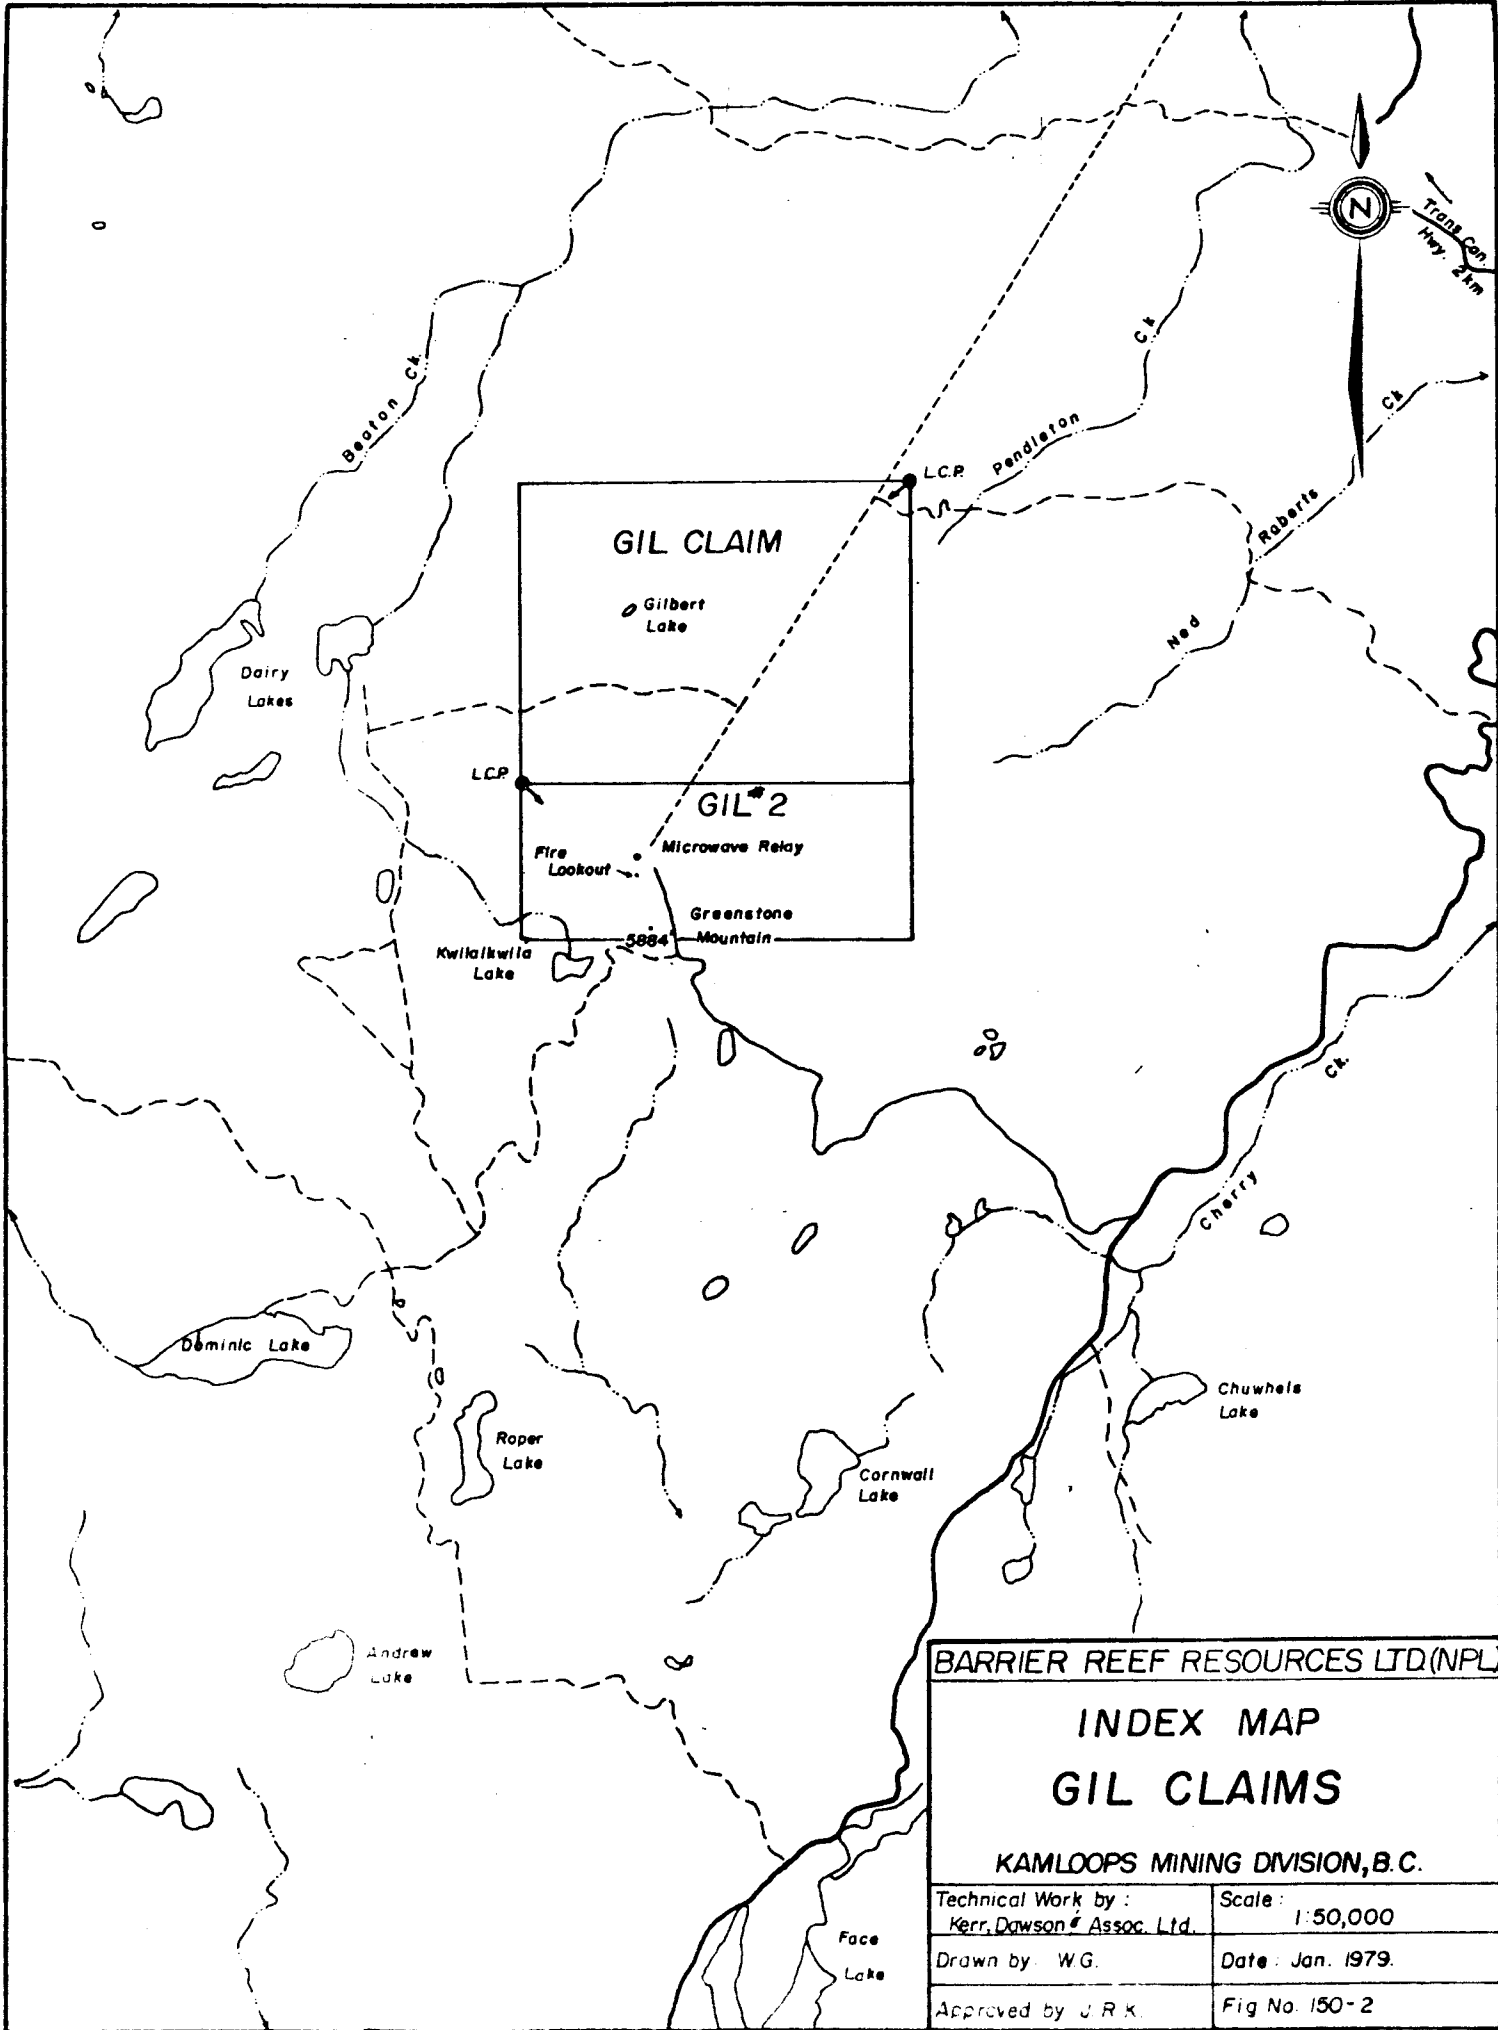 N
Trans Can.
Hwy. 2km
Beaton Ck.
Pendleton Ck
Ned Roberts Ck
L.C.P.
GIL CLAIM
Gilbert
Lake
Dairy
Lakes
L.C.P.
GIL #2
Microwave Relay
Fire
Lookout
Greenstone
Mountain
5884'
Kwilalkwila
Lake
Cherry Ck.
Dominic Lake
Chuwhels
Lake
Roper
Lake
Cornwall
Lake
Andrew
Lake
Face
Lake
BARRIER REEF RESOURCES LTD.(NPL)
INDEX MAP
GIL CLAIMS
KAMLOOPS MINING DIVISION, B.C.
Technical Work by :
Kerr, Dawson & Assoc. Ltd.
Scale :
1:50,000
Drawn by W.G.
Date : Jan. 1979.
Approved by J.R.K.
Fig No. 150-2